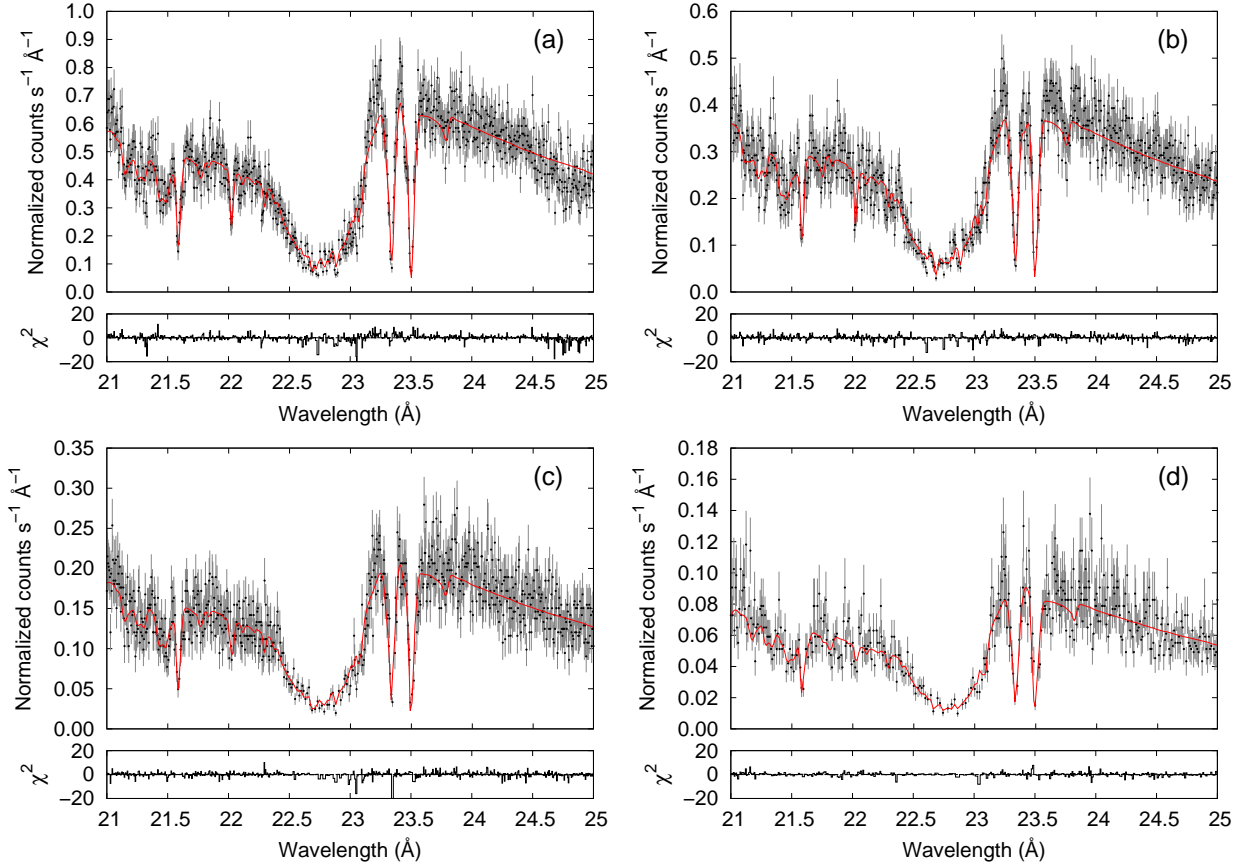 (a)
Normalized counts s−1 Å−1
1.0
0.9
0.8
0.7
0.6
0.5
0.4
0.3
0.2
0.1
0.0
χ2
20
0
−20
21 21.5 22 22.5 23 23.5 24 24.5 25
Wavelength (Å)
(b)
Normalized counts s−1 Å−1
0.6
0.5
0.4
0.3
0.2
0.1
0.0
χ2
20
0
−20
21 21.5 22 22.5 23 23.5 24 24.5 25
Wavelength (Å)
(c)
Normalized counts s−1 Å−1
0.35
0.30
0.25
0.20
0.15
0.10
0.05
0.00
χ2
20
0
−20
21 21.5 22 22.5 23 23.5 24 24.5 25
Wavelength (Å)
(d)
Normalized counts s−1 Å−1
0.18
0.16
0.14
0.12
0.10
0.08
0.06
0.04
0.02
0.00
χ2
20
0
−20
21 21.5 22 22.5 23 23.5 24 24.5 25
Wavelength (Å)